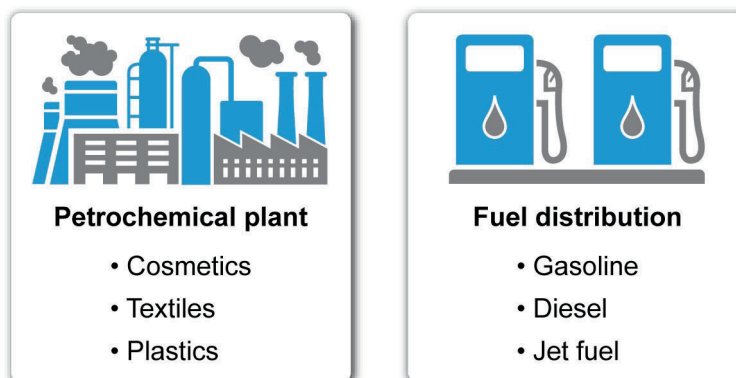 Petrochemical plant
• Cosmetics
• Textiles
• Plastics
Fuel distribution
• Gasoline
• Diesel
• Jet fuel